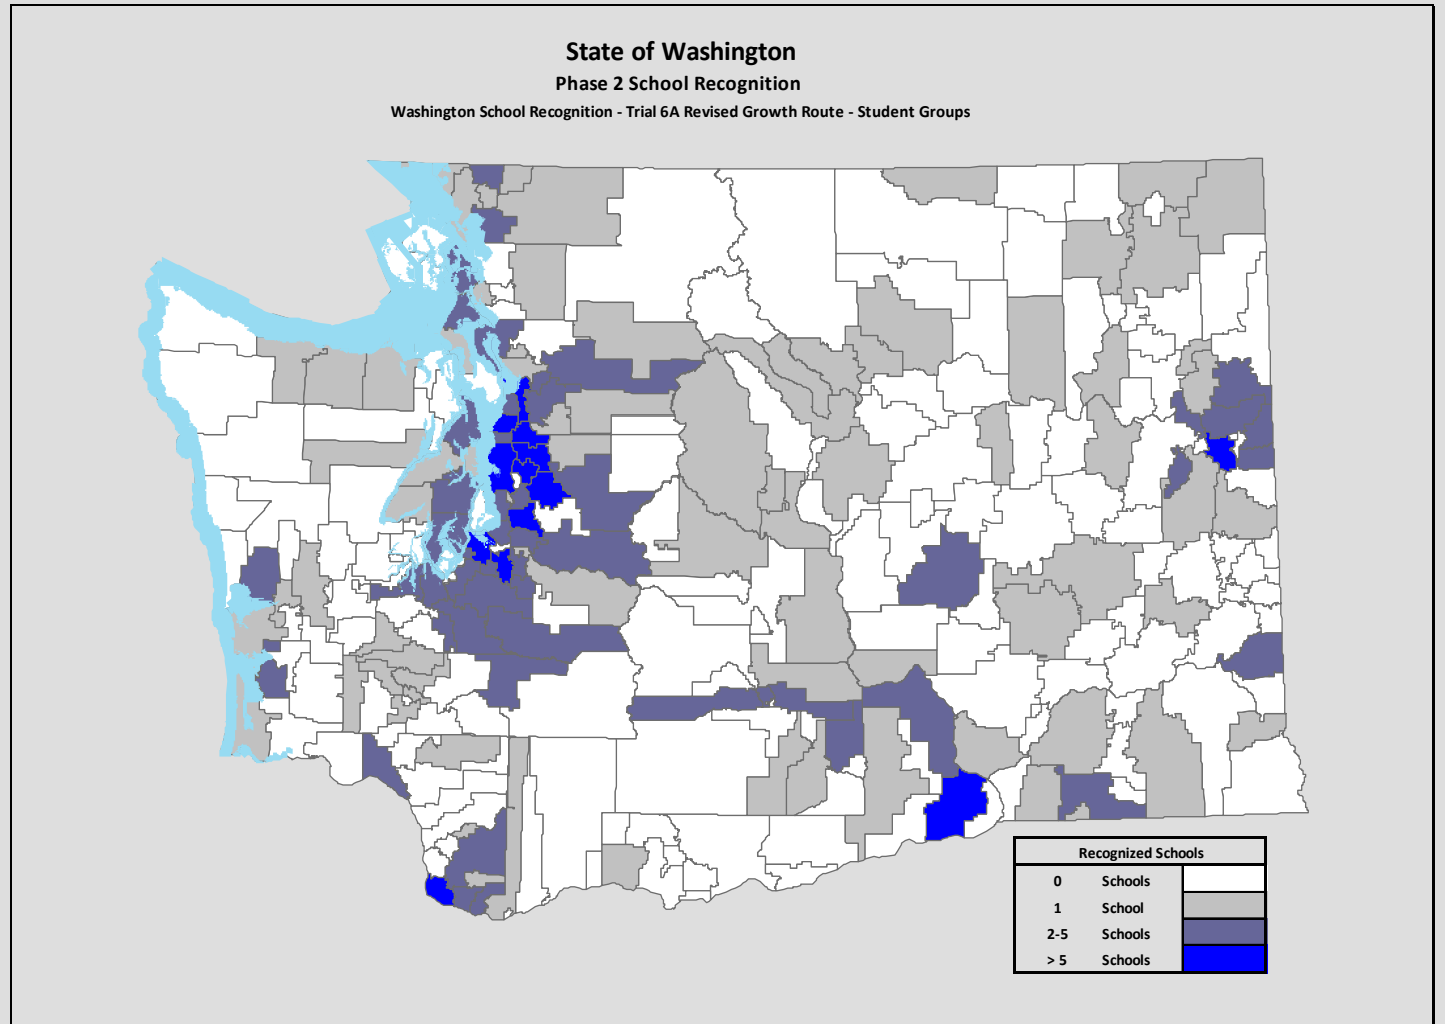 State of Washington
Phase 2 School Recognition
Washington School Recognition - Trial 6A Revised Growth Route - Student Groups
Recognized Schools
0 Schools
1 School
2-5 Schools
> 5 Schools